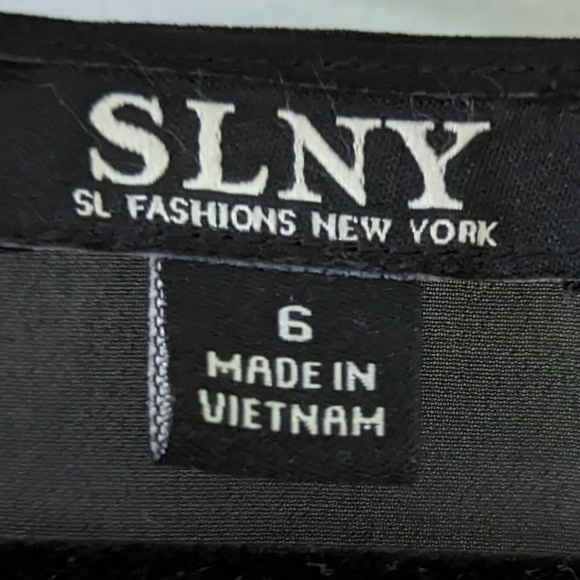 SLNY
SL FASHIONS NEW YORK
6
MADE IN
VIETNAM